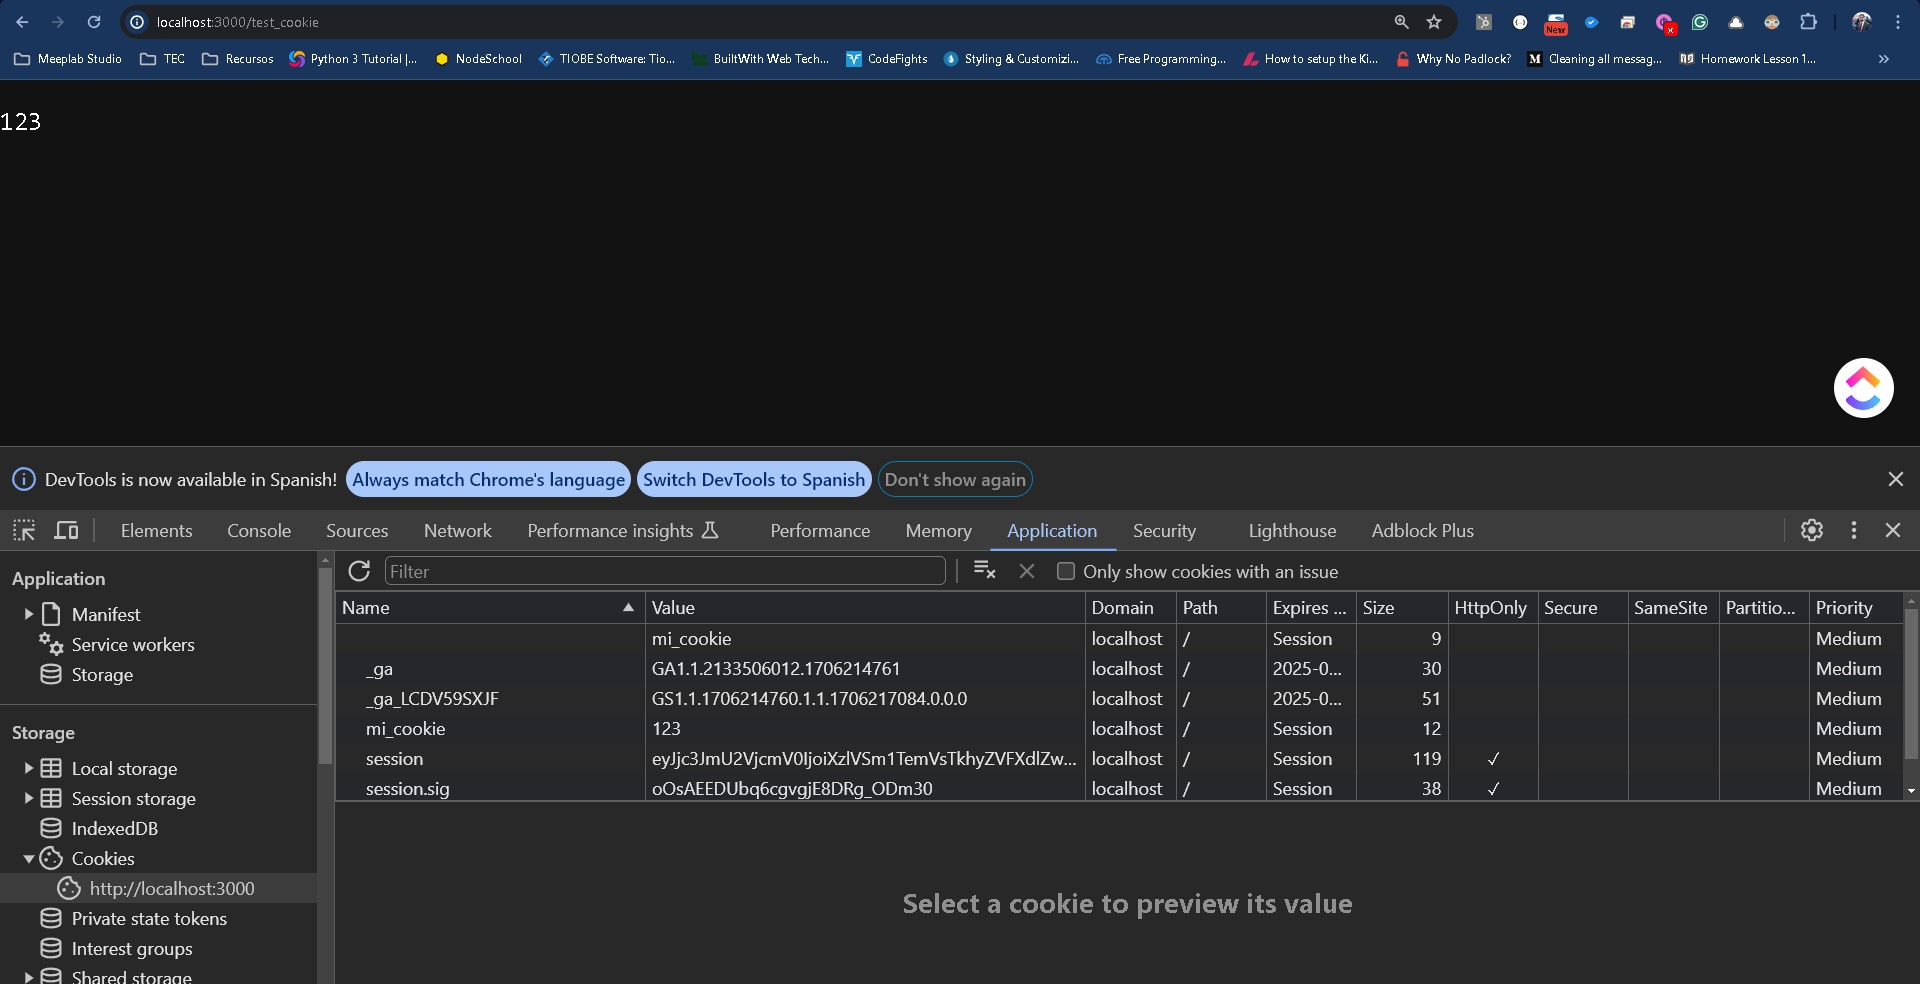 localhost:3000/test_cookie
New
Meeplab Studio TEC Recursos Python 3 Tutorial |... NodeSchool TIOBE Software: Tio... BuiltWith Web Tech... CodeFights Styling & Customizi... Free Programming... How to setup the Ki... Why No Padlock? Cleaning all messag... Homework Lesson 1... »
123
DevTools is now available in Spanish! Always match Chrome's language Switch DevTools to Spanish Don't show again
Elements Console Sources Network Performance insights Performance Memory Application Security Lighthouse Adblock Plus
Application
Manifest
Service workers
Storage
Storage
Local storage
Session storage
IndexedDB
Cookies
http://localhost:3000
Private state tokens
Interest groups
Shared storage
Filter Only show cookies with an issue
Name Value Domain Path Expires ... Size HttpOnly Secure SameSite Partitio... Priority
mi_cookie localhost / Session 9 Medium
_ga GA1.1.2133506012.1706214761 localhost / 2025-0... 30 Medium
_ga_LCDV59SXJF GS1.1.1706214760.1.1.1706217084.0.0.0 localhost / 2025-0... 51 Medium
mi_cookie 123 localhost / Session 12 Medium
session eyJjc3JmU2VjcmV0IjoiXzlVSm1TemVsTkhyZVFXdlZw... localhost / Session 119 ✓ Medium
session.sig oOsAEEDUbq6cgvgjE8DRg_ODm30 localhost / Session 38 ✓ Medium
Select a cookie to preview its value